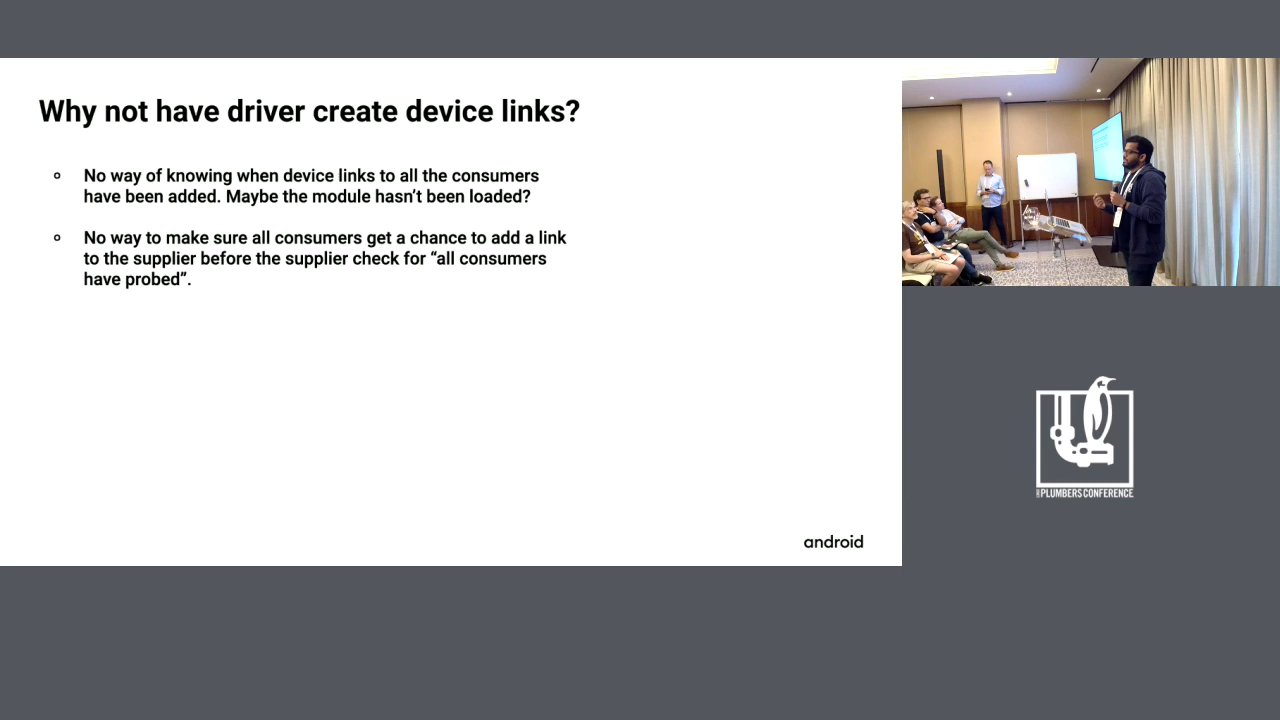 Why not have driver create device links?
No way of knowing when device links to all the consumers
have been added. Maybe the module hasn’t been loaded?
No way to make sure all consumers get a chance to add a link
to the supplier before the supplier check for “all consumers
have probed”.
android
PLUMBERS CONFERENCE